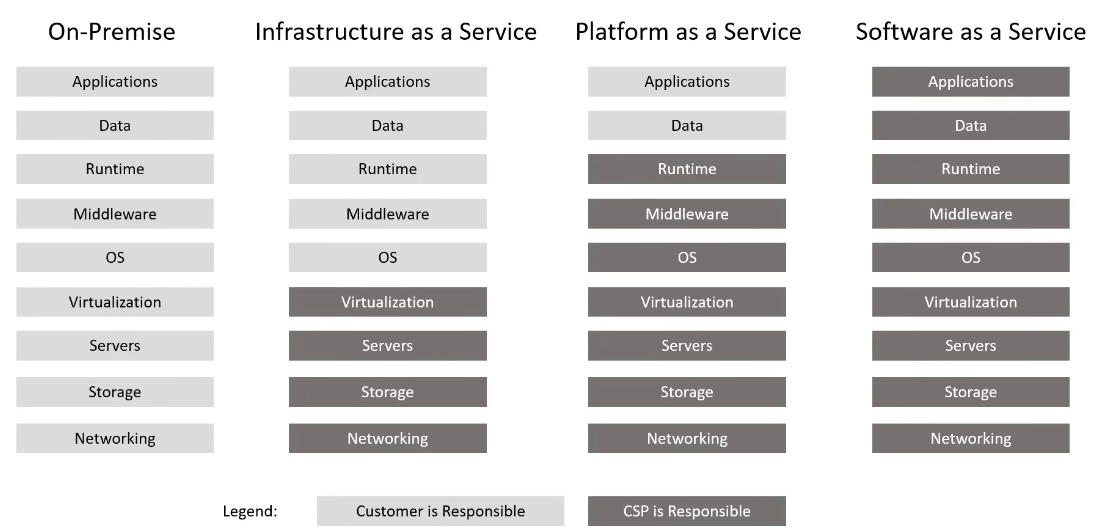 On-Premise Infrastructure as a Service Platform as a Service Software as a Service
Applications Applications Applications Applications
Data Data Data Data
Runtime Runtime Runtime Runtime
Middleware Middleware Middleware Middleware
OS OS OS OS
Virtualization Virtualization Virtualization Virtualization
Servers Servers Servers Servers
Storage Storage Storage Storage
Networking Networking Networking Networking
Legend: Customer is Responsible CSP is Responsible